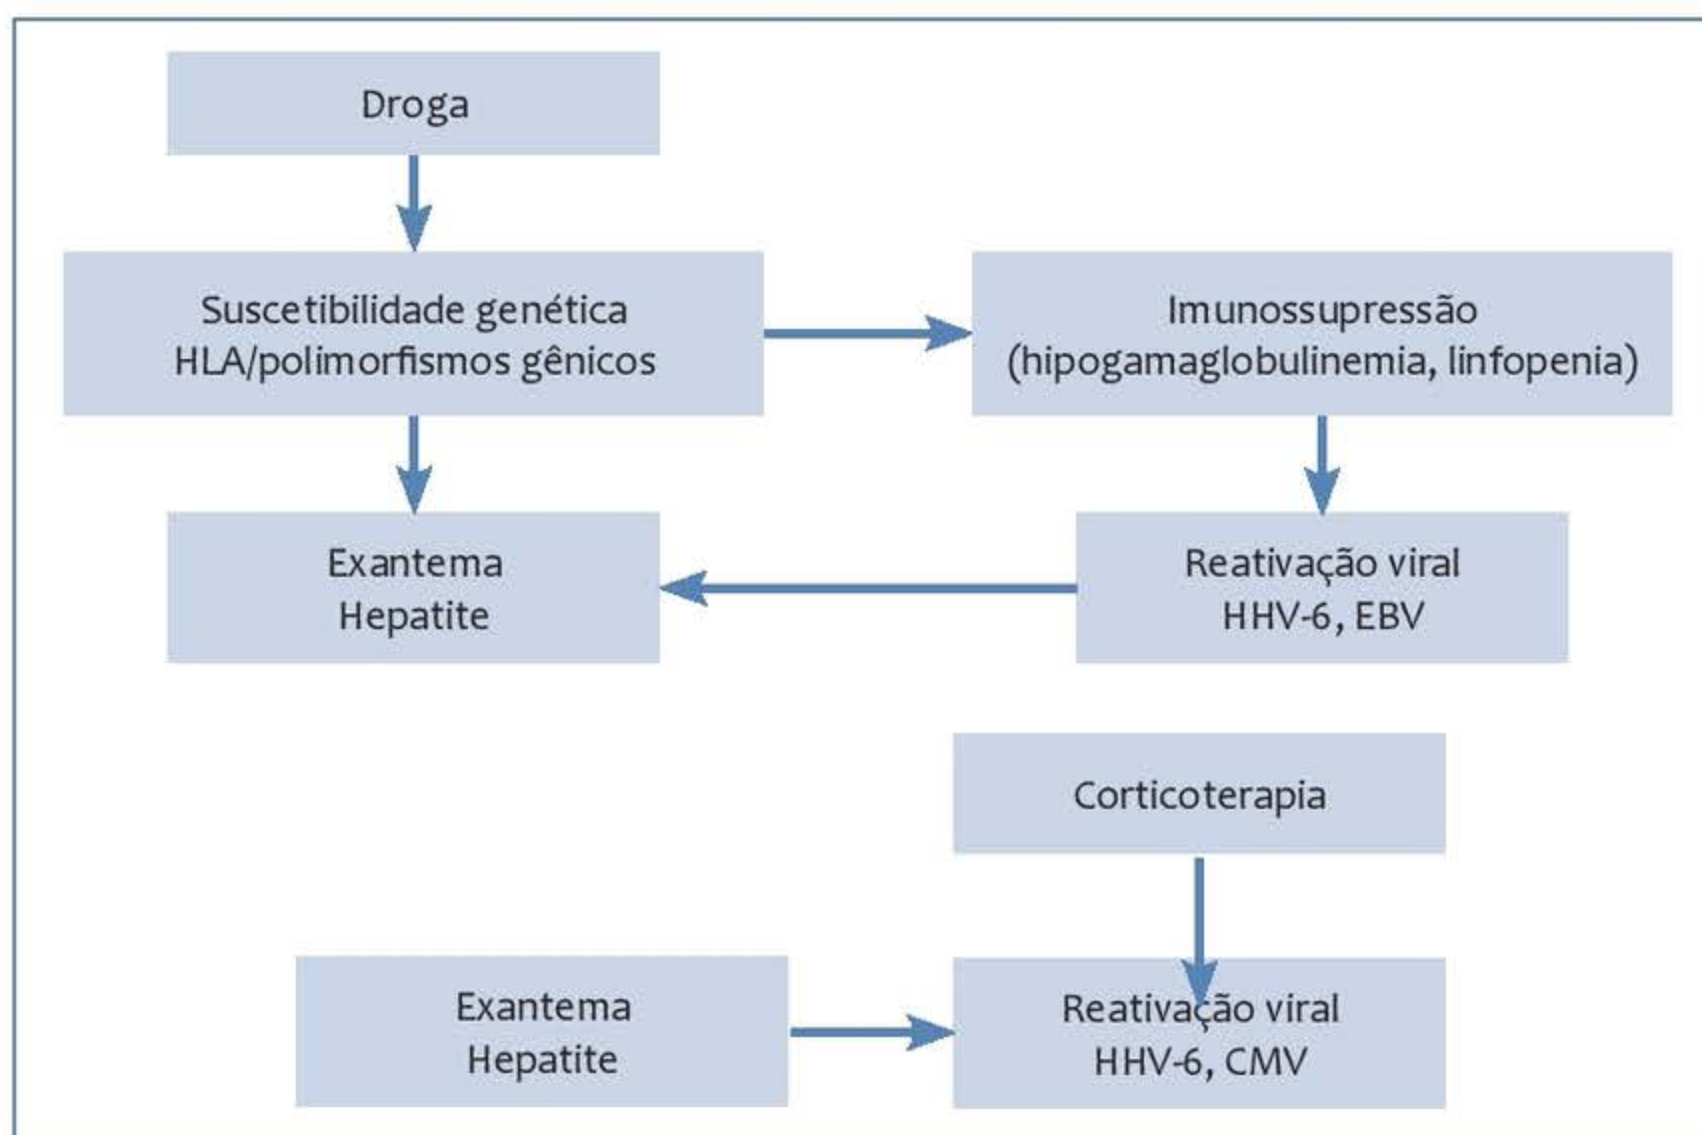 Droga
Suscetibilidade genética
HLA/polimorfismos gênicos
Imunossupressão
(hipogamaglobulinemia, linfopenia)
Exantema
Hepatite
Reativação viral
HHV-6, EBV
Corticoterapia
Exantema
Hepatite
Reativação viral
HHV-6, CMV